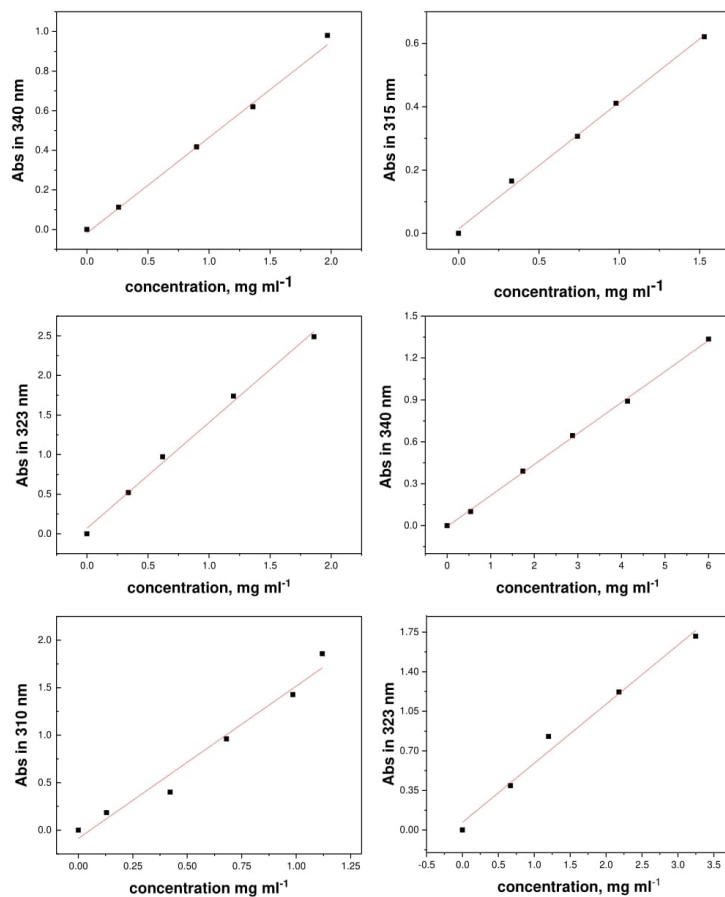 1.0
0.8
0.6
0.4
0.2
0.0
Abs in 340 nm
0.0 0.5 1.0 1.5 2.0
concentration, mg ml⁻¹
0.6
0.4
0.2
0.0
Abs in 315 nm
0.0 0.5 1.0 1.5
concentration, mg ml⁻¹
2.5
2.0
1.5
1.0
0.5
0.0
Abs in 323 nm
0.0 0.5 1.0 1.5 2.0
concentration, mg ml⁻¹
1.5
1.2
0.9
0.6
0.3
0.0
Abs in 340 nm
0 1 2 3 4 5 6
concentration, mg ml⁻¹
2.0
1.5
1.0
0.5
0.0
Abs in 310 nm
0.00 0.25 0.50 0.75 1.00 1.25
concentration mg ml⁻¹
1.75
1.40
1.05
0.70
0.35
0.00
Abs in 323 nm
-0.5 0.0 0.5 1.0 1.5 2.0 2.5 3.0 3.5
concentration, mg ml⁻¹